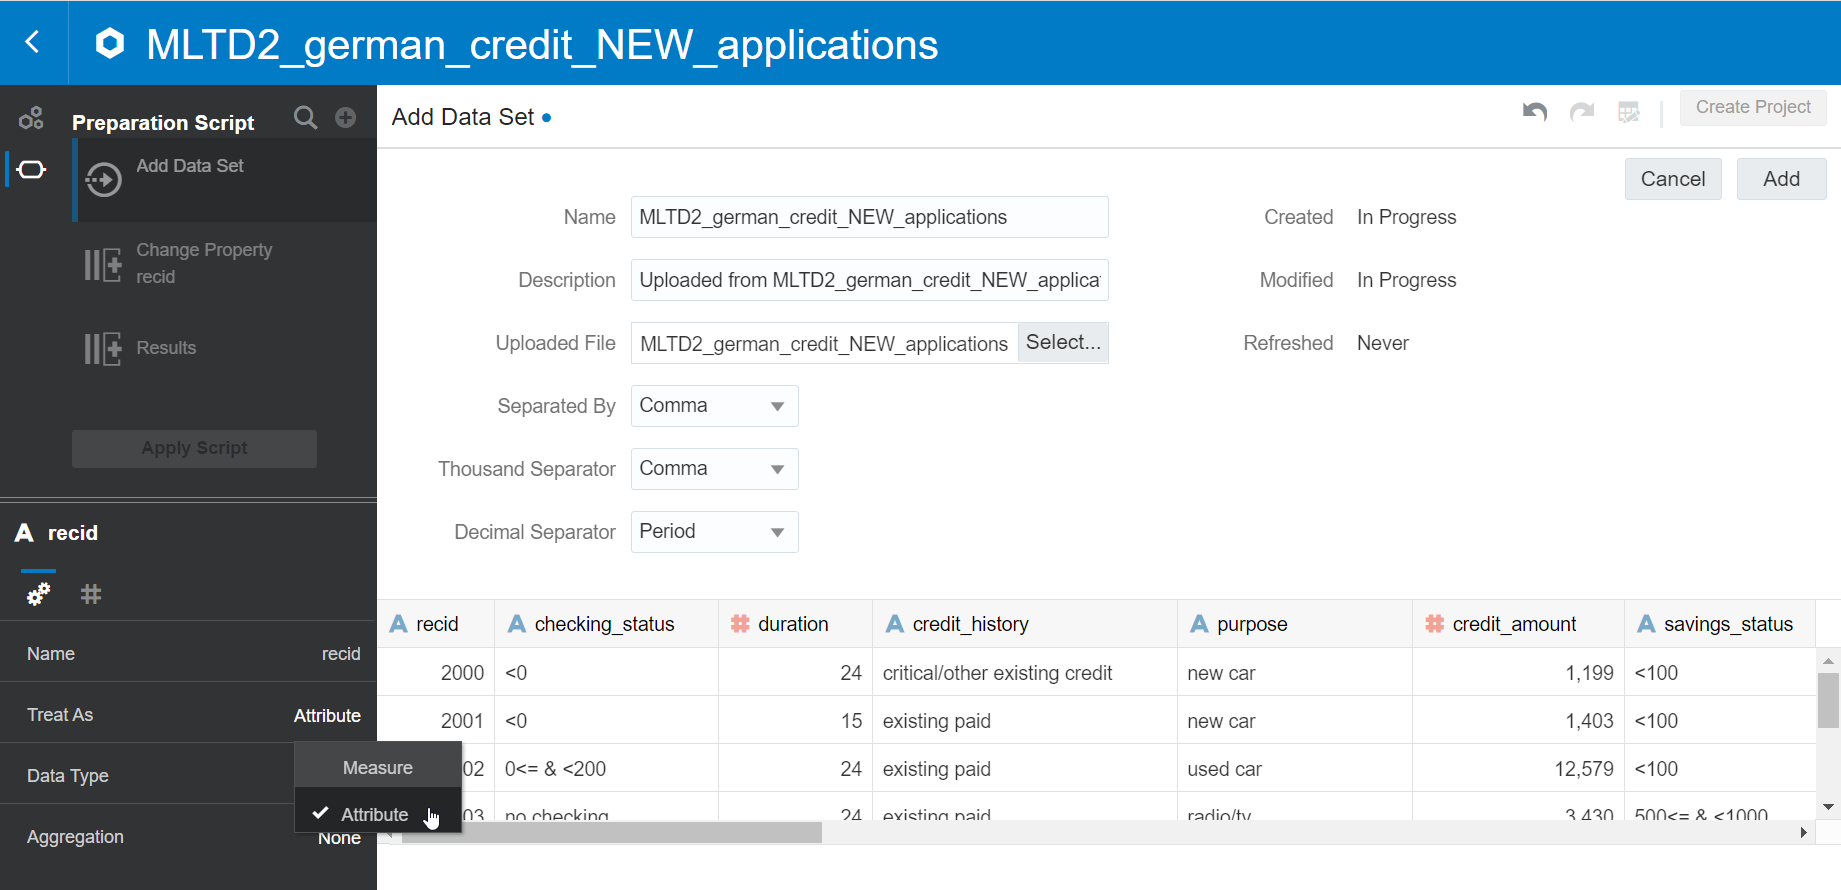 MLTD2_german_credit_NEW_applications
Preparation Script
Add Data Set
Change Property
recid
Results
Apply Script
A recid
Name recid
Treat As Attribute
Data Type
Measure
Attribute
Aggregation None
Add Data Set
Create Project
Cancel Add
Name MLTD2_german_credit_NEW_applications Created In Progress
Description Uploaded from MLTD2_german_credit_NEW_applica Modified In Progress
Uploaded File MLTD2_german_credit_NEW_applications Select... Refreshed Never
Separated By Comma
Thousand Separator Comma
Decimal Separator Period
A recid A checking_status # duration A credit_history A purpose # credit_amount A savings_status
2000 <0 24 critical/other existing credit new car 1,199 <100
2001 <0 15 existing paid new car 1,403 <100
02 0<= & <200 24 existing paid used car 12,579 <100
03 no checking 24 existing paid radio/tv 3,430 500<= & <1000